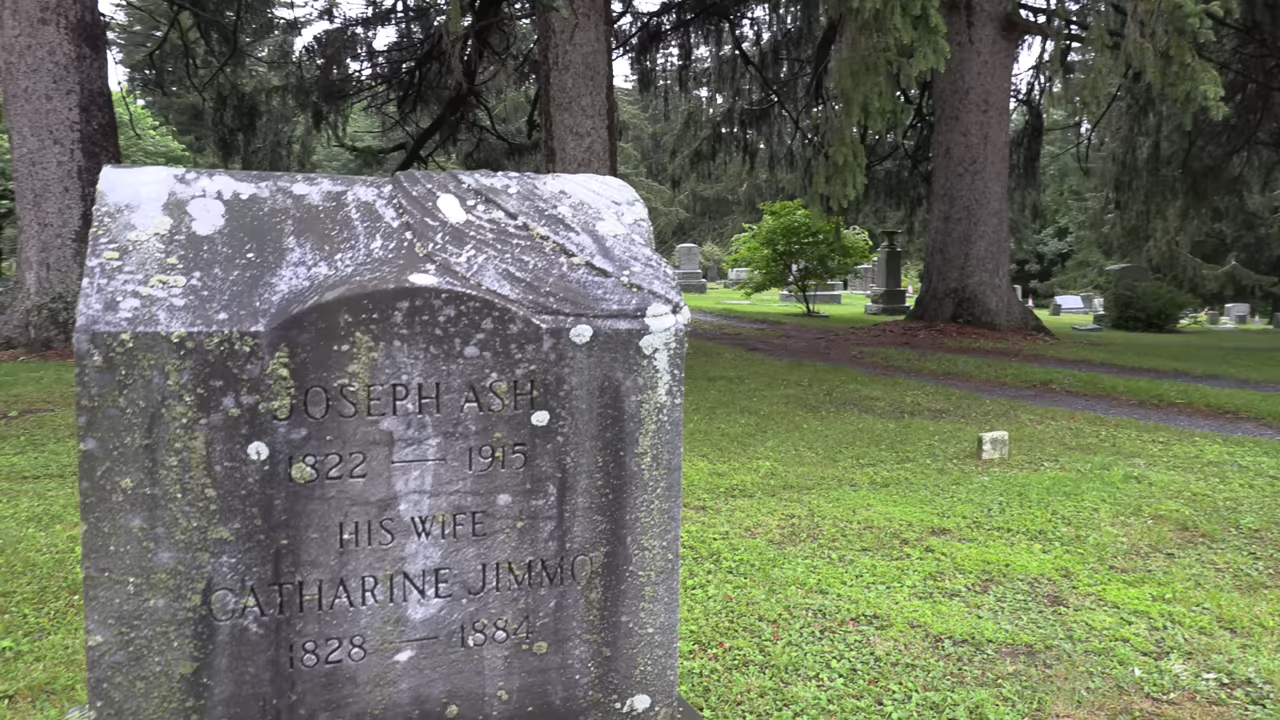 JOSEPH ASH
1822 — 1915
HIS WIFE
CATHARINE JIMMO
1828 — 1884